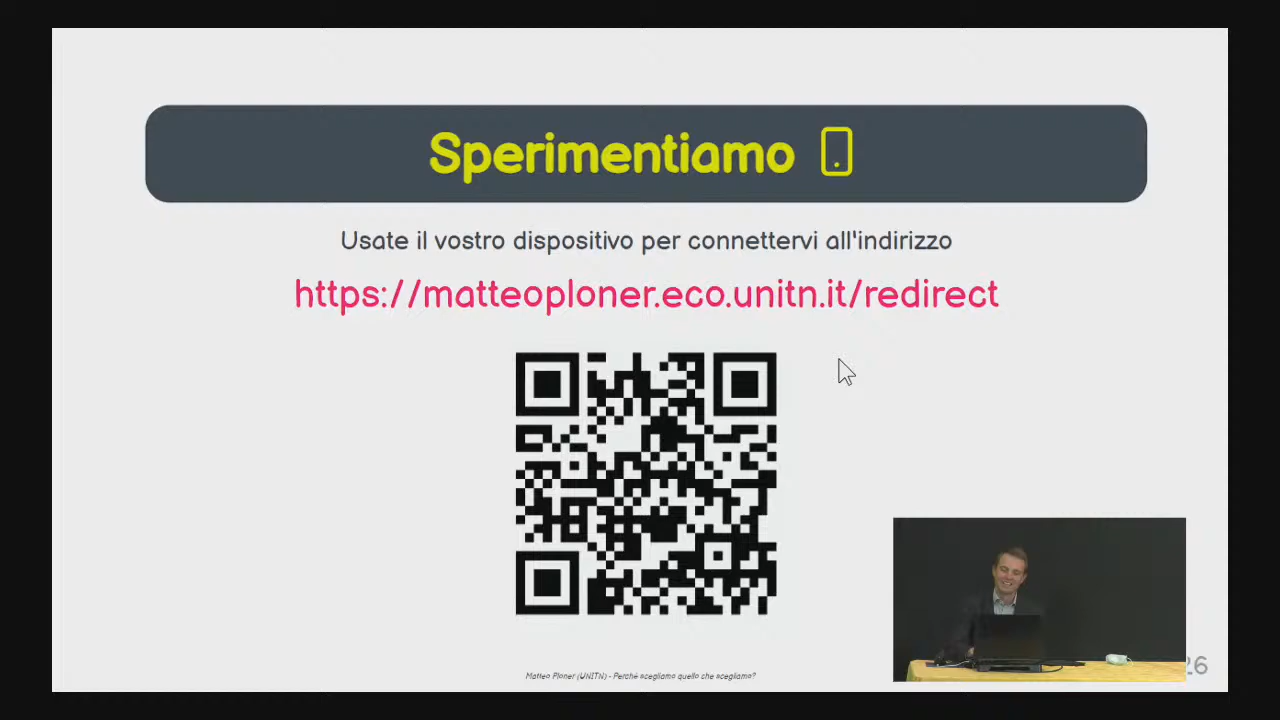 Sperimentiamo
Usate il vostro dispositivo per connettervi all'indirizzo
https://matteoploner.eco.unitn.it/redirect
Matteo Ploner (UNITN) - Perchè scegliamo quello che scegliamo?
26